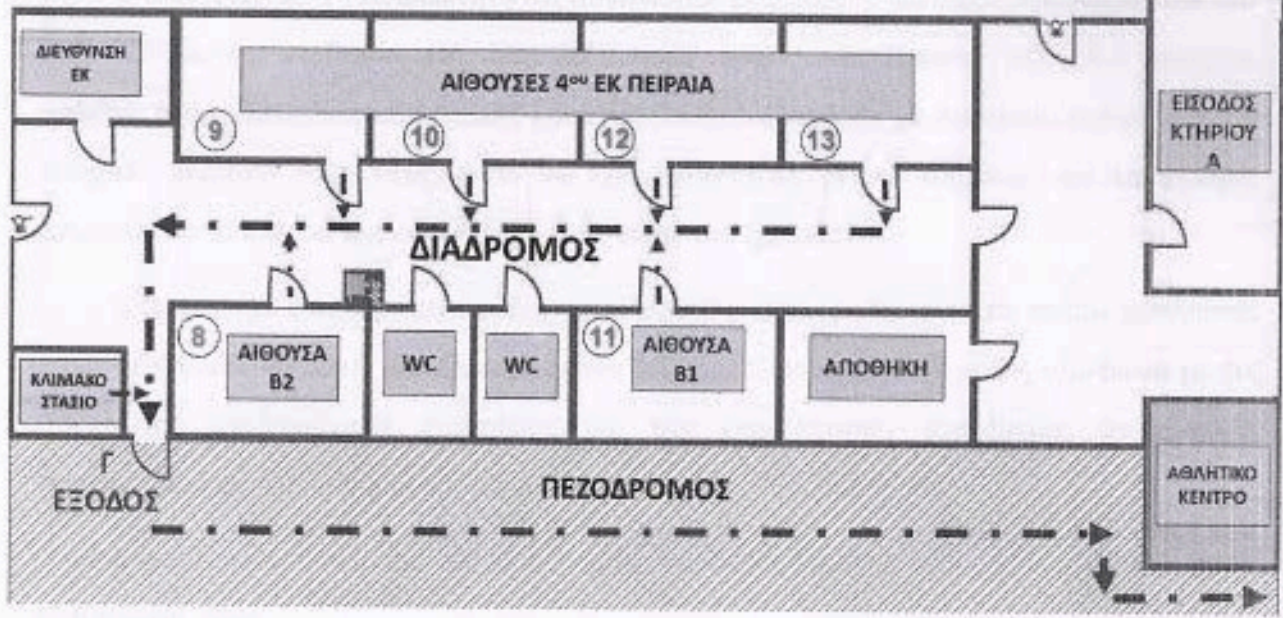 ΔΙΕΥΘΥΝΣΗ
ΕΚ
ΑΙΘΟΥΣΕΣ 4ου ΕΚ ΠΕΙΡΑΙΑ
9
10
12
13
ΕΙΣΟΔΟΣ
ΚΤΗΡΙΟΥ
Α
ΔΙΑΔΡΟΜΟΣ
8
ΑΙΘΟΥΣΑ
Β2
WC
WC
11
ΑΙΘΟΥΣΑ
Β1
ΑΠΟΘΗΚΗ
ΚΛΙΜΑΚΟ
ΣΤΑΣΙΟ
Γ
ΕΞΟΔΟΣ
ΠΕΖΟΔΡΟΜΟΣ
ΑΘΛΗΤΙΚΟ
ΚΕΝΤΡΟ